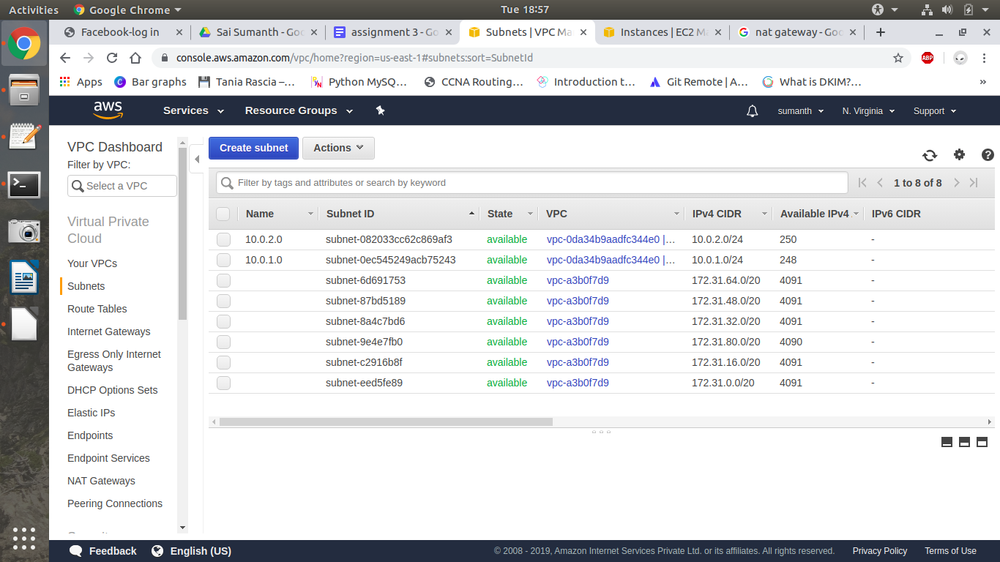 Activities Google Chrome Tue 18:57
Facebook-log in Sai Sumanth - Goo assignment 3 - Go Subnets | VPC Ma Instances | EC2 Ma nat gateway - Goo
console.aws.amazon.com/vpc/home?region=us-east-1#subnets:sort=SubnetId ABP
Apps Bar graphs Tania Rascia –... Python MySQ... CCNA Routing... Introduction t... Git Remote | A... What is DKIM?... »
aws Services Resource Groups sumanth N. Virginia Support
VPC Dashboard
Filter by VPC:
Select a VPC
Virtual Private
Cloud
Your VPCs
Subnets
Route Tables
Internet Gateways
Egress Only Internet
Gateways
DHCP Options Sets
Elastic IPs
Endpoints
Endpoint Services
NAT Gateways
Peering Connections
Create subnet Actions
Filter by tags and attributes or search by keyword 1 to 8 of 8
Name Subnet ID State VPC IPv4 CIDR Available IPv4 IPv6 CIDR
10.0.2.0 subnet-082033cc62c869af3 available vpc-0da34b9aadfc344e0 |... 10.0.2.0/24 250 -
10.0.1.0 subnet-0ec545249acb75243 available vpc-0da34b9aadfc344e0 |... 10.0.1.0/24 248 -
subnet-6d691753 available vpc-a3b0f7d9 172.31.64.0/20 4091 -
subnet-87bd5189 available vpc-a3b0f7d9 172.31.48.0/20 4091 -
subnet-8a4c7bd6 available vpc-a3b0f7d9 172.31.32.0/20 4091 -
subnet-9e4e7fb0 available vpc-a3b0f7d9 172.31.80.0/20 4090 -
subnet-c2916b8f available vpc-a3b0f7d9 172.31.16.0/20 4091 -
subnet-eed5fe89 available vpc-a3b0f7d9 172.31.0.0/20 4091 -
Feedback English (US) © 2008 - 2019, Amazon Internet Services Private Ltd. or its affiliates. All rights reserved. Privacy Policy Terms of Use